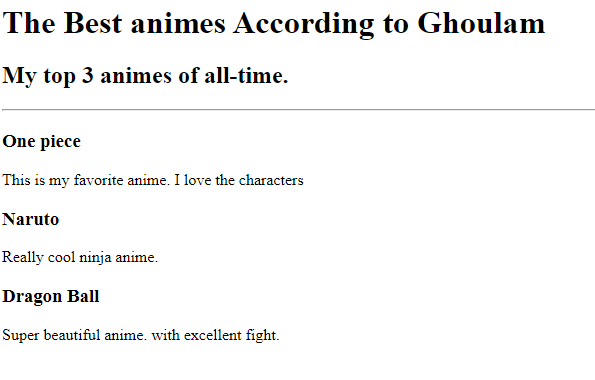 The Best animes According to Ghoulam
My top 3 animes of all-time.
One piece
This is my favorite anime. I love the characters
Naruto
Really cool ninja anime.
Dragon Ball
Super beautiful anime. with excellent fight.